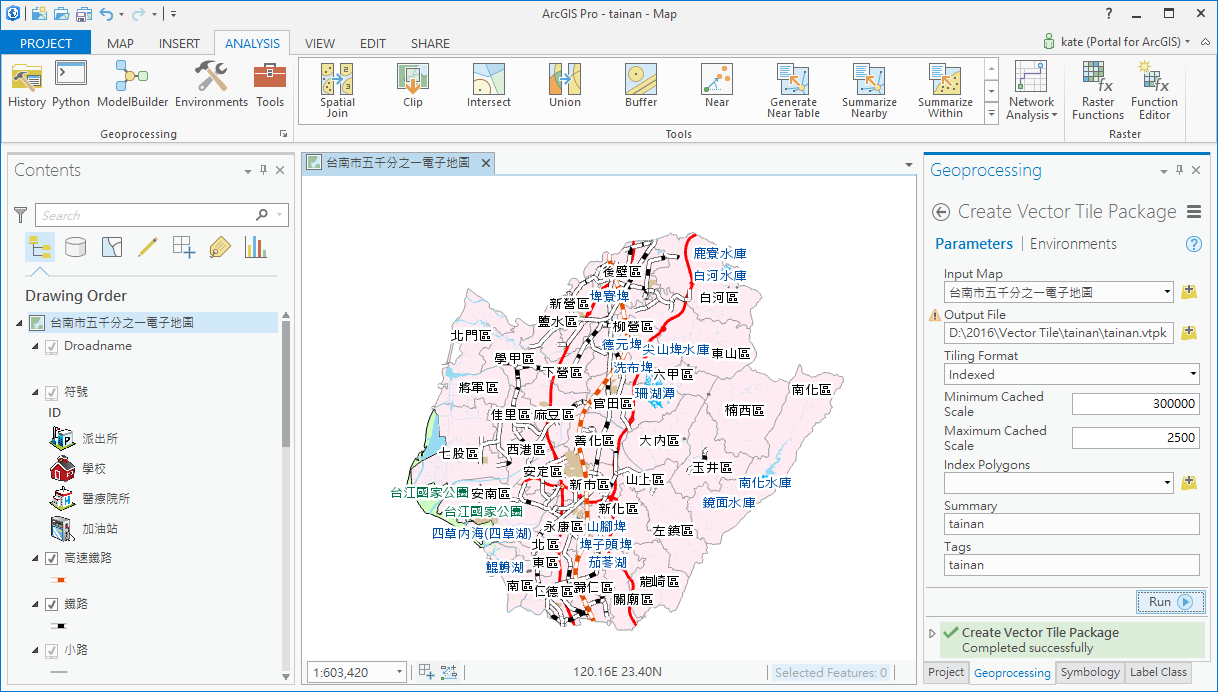 ArcGIS Pro - tainan - Map
?
PROJECT
MAP
INSERT
ANALYSIS
VIEW
EDIT
SHARE
kate (Portal for ArcGIS)
History
Python
ModelBuilder
Environments
Tools
Geoprocessing
Spatial
Join
Clip
Intersect
Union
Buffer
Near
Generate
Near Table
Summarize
Nearby
Summarize
Within
Tools
Network
Analysis
Raster
Functions
Function
Editor
Raster
Contents
Search
Drawing Order
台南市五千分之一電子地圖
Droadname
符號
ID
派出所
學校
醫療院所
加油站
高速鐵路
鐵路
小路
台南市五千分之一電子地圖
鹿寮水庫
後壁區
白河水庫
新營區
埤寮埤
白河區
鹽水區
柳營區
北門區
德元埤
尖山埤水庫
東山區
學甲區
下營區
洗布埤
六甲區
將軍區
珊湖潭
南化區
官田區
佳里區
麻豆區
楠西區
善化區
大內區
七股區
西港區
安定區
玉井區
新市區
山上區
南化水庫
台江國家公園
安南區
鏡面水庫
台江國家公園
新化區
永康區
山腳埤
左鎮區
四草內海(四草湖)
北區
埤子頭埤
東區
茄苳湖
鯤鯓湖
龍崎區
南區
仁德區
歸仁區
關廟區
1:603,420
120.16E 23.40N
Selected Features: 0
Geoprocessing
Create Vector Tile Package
Parameters
Environments
?
Input Map
台南市五千分之一電子地圖
Output File
D:\2016\Vector Tile\tainan\tainan.vtpk
Tiling Format
Indexed
Minimum Cached
Scale
300000
Maximum Cached
Scale
2500
Index Polygons
Summary
tainan
Tags
tainan
Run
Create Vector Tile Package
Completed successfully
Project
Geoprocessing
Symbology
Label Class